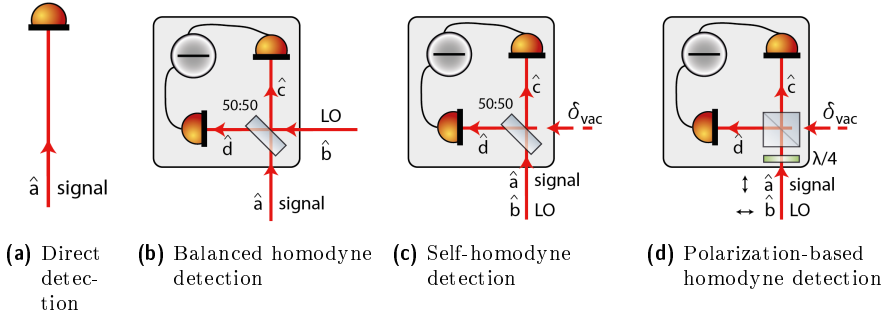 â signal
(a) Direct
detec-
tion
50:50
ĉ
LO
d̂
b̂
â signal
(b) Balanced homodyne
detection
ĉ
50:50
δvac
d̂
â signal
b̂ LO
(c) Self-homodyne
detection
ĉ
δvac
d̂
λ/4
â signal
b̂ LO
(d) Polarization-based
homodyne detection